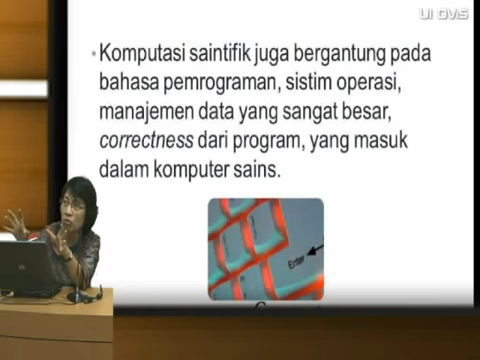 UI OVIS
• Komputasi saintifik juga bergantung pada
bahasa pemrograman, sistim operasi,
manajemen data yang sangat besar,
correctness dari program, yang masuk
dalam komputer sains.
Enter